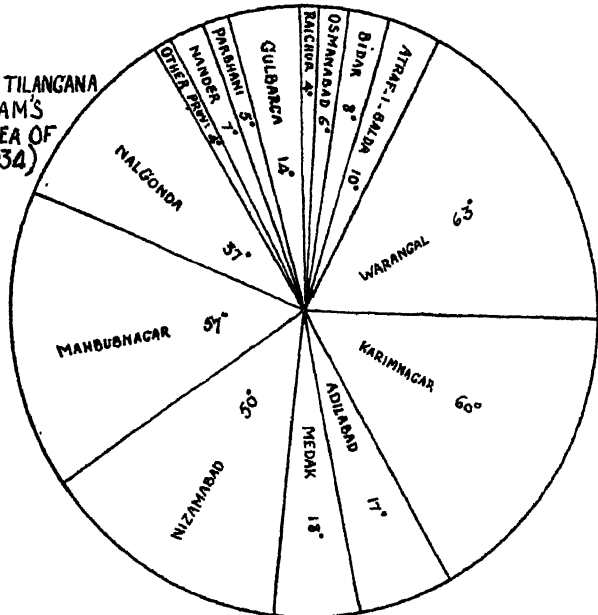 TILANGANA
AM'S
EA OF
34)
OTHER PROVI: 2°
NANDER 7°
PARBHANI 5°
GULBARGA 14°
RAICHUR 4°
OSMANABAD 6°
BIDAR 8°
ATRAF-I-BALDA 10°
WARANGAL 63°
KARIMNAGAR 60°
ADILABAD 17°
MEDAK 18°
NIZAMABAD 50°
MAHBUBNAGAR 57°
NALGONDA 37°